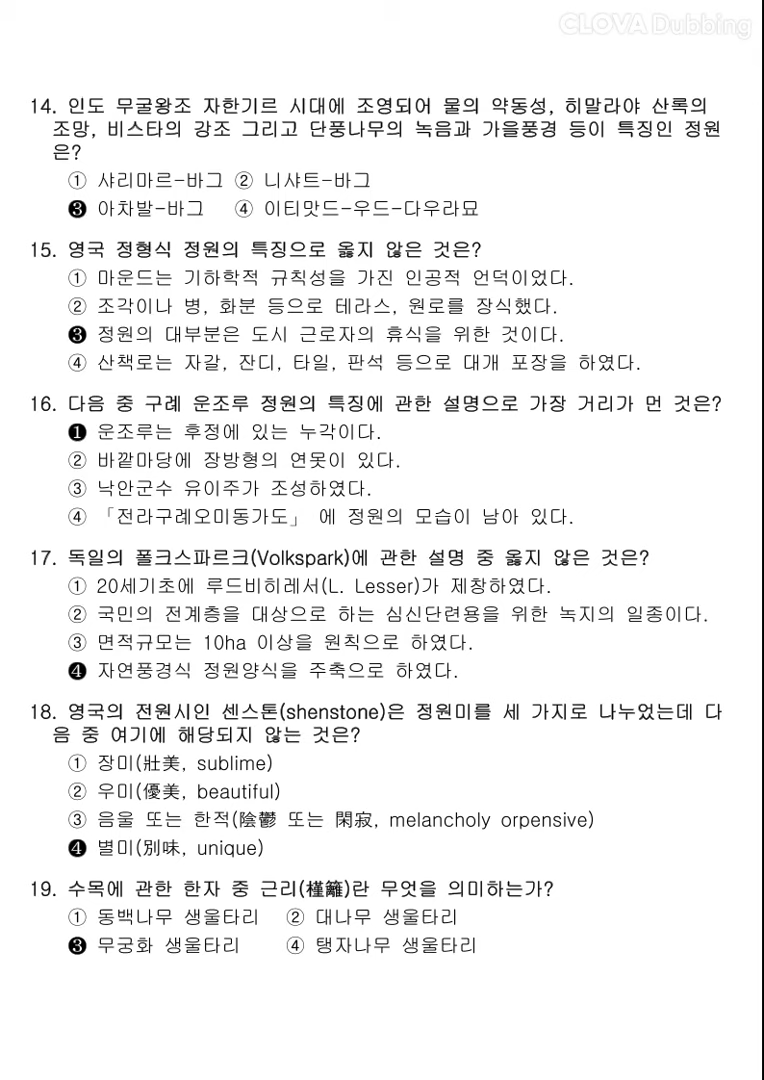 CLOVA Dubbing
14. 인도 무굴왕조 자한기르 시대에 조영되어 물의 약동성, 히말라야 산록의
조망, 비스타의 강조 그리고 단풍나무의 녹음과 가을풍경 등이 특징인 정원
은?
① 샤리마르-바그 ② 니샤트-바그
❸ 아차발-바그 ④ 이티맛드-우드-다우라묘
15. 영국 정형식 정원의 특징으로 옳지 않은 것은?
① 마운드는 기하학적 규칙성을 가진 인공적 언덕이었다.
② 조각이나 병, 화분 등으로 테라스, 원로를 장식했다.
❸ 정원의 대부분은 도시 근로자의 휴식을 위한 것이다.
④ 산책로는 자갈, 잔디, 타일, 판석 등으로 대개 포장을 하였다.
16. 다음 중 구례 운조루 정원의 특징에 관한 설명으로 가장 거리가 먼 것은?
❶ 운조루는 후정에 있는 누각이다.
② 바깥마당에 장방형의 연못이 있다.
③ 낙안군수 유이주가 조성하였다.
④ 「전라구례오미동가도」 에 정원의 모습이 남아 있다.
17. 독일의 폴크스파르크(Volkspark)에 관한 설명 중 옳지 않은 것은?
① 20세기초에 루드비히레서(L. Lesser)가 제창하였다.
② 국민의 전계층을 대상으로 하는 심신단련용을 위한 녹지의 일종이다.
③ 면적규모는 10ha 이상을 원칙으로 하였다.
❹ 자연풍경식 정원양식을 주축으로 하였다.
18. 영국의 전원시인 센스톤(shenstone)은 정원미를 세 가지로 나누었는데 다
음 중 여기에 해당되지 않는 것은?
① 장미(壯美, sublime)
② 우미(優美, beautiful)
③ 음울 또는 한적(陰鬱 또는 閑寂, melancholy orpensive)
❹ 별미(別味, unique)
19. 수목에 관한 한자 중 근리(槿籬)란 무엇을 의미하는가?
① 동백나무 생울타리 ② 대나무 생울타리
❸ 무궁화 생울타리 ④ 탱자나무 생울타리